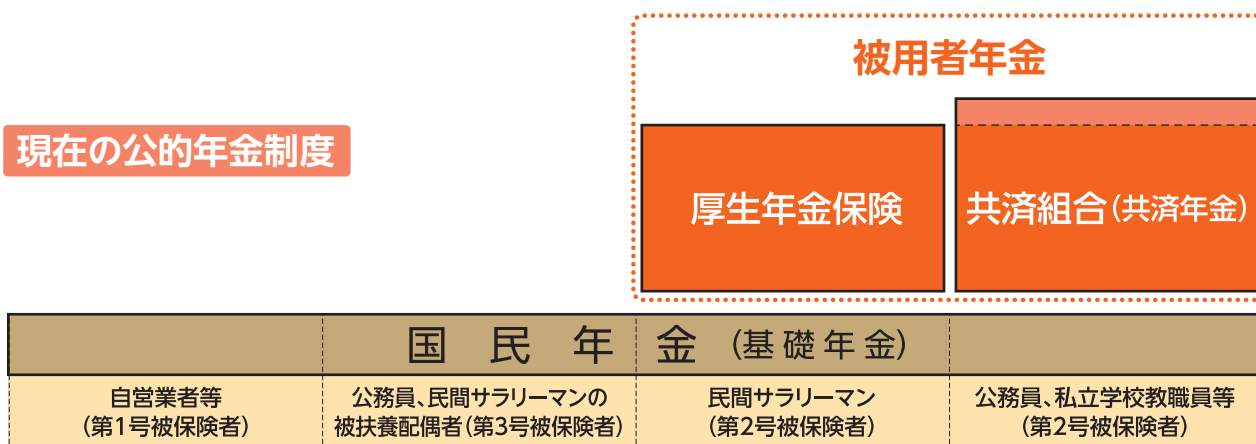 被用者年金
現在の公的年金制度
厚生年金保険
共済組合(共済年金)
国民年金(基礎年金)
自営業者等
(第1号被保険者)
公務員、民間サラリーマンの
被扶養配偶者(第3号被保険者)
民間サラリーマン
(第2号被保険者)
公務員、私立学校教職員等
(第2号被保険者)